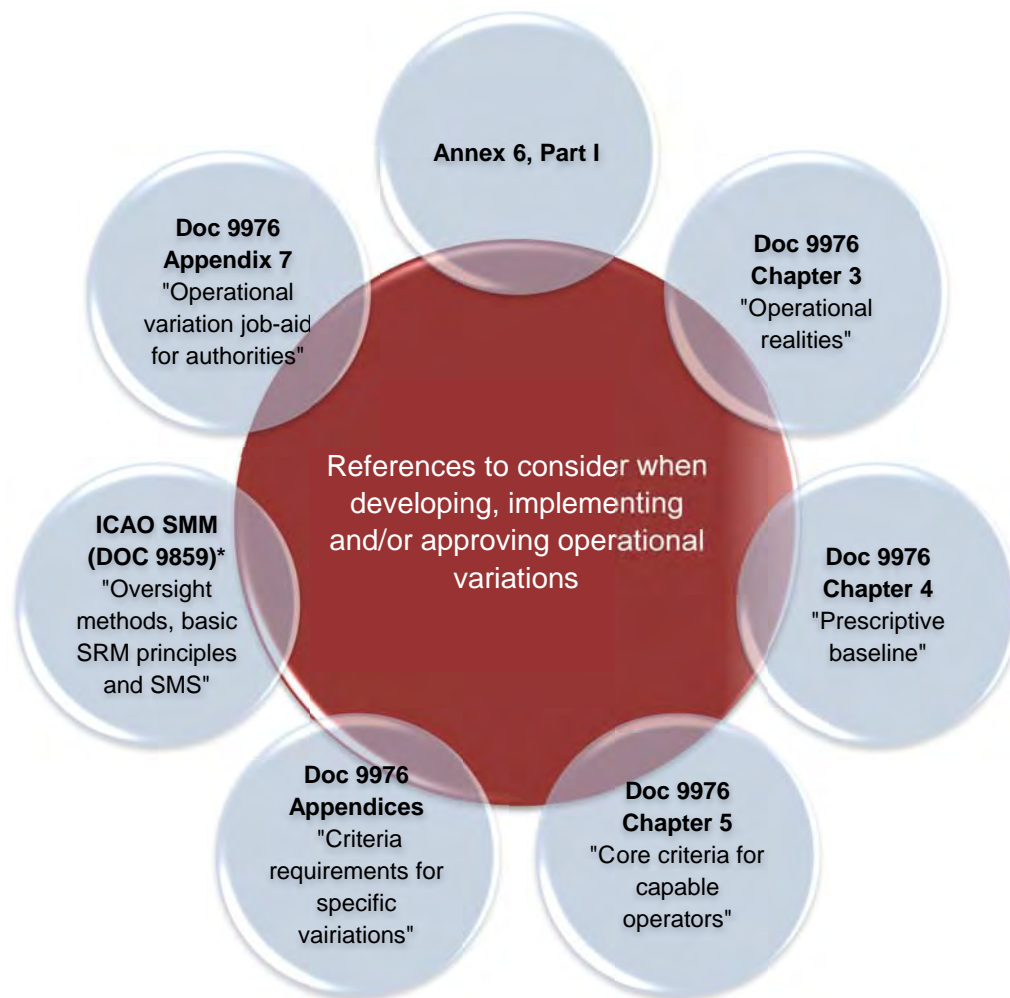 Annex 6, Part I
Doc 9976
Chapter 3
"Operational
realities"
Doc 9976
Chapter 4
"Prescriptive
baseline"
Doc 9976
Chapter 5
"Core criteria for
capable
operators"
Doc 9976
Appendices
"Criteria
requirements for
specific
vairiations"
ICAO SMM
(DOC 9859)*
"Oversight
methods, basic
SRM principles
and SMS"
Doc 9976
Appendix 7
"Operational
variation job-aid
for authorities"
References to consider when
developing, implementing
and/or approving operational
variations